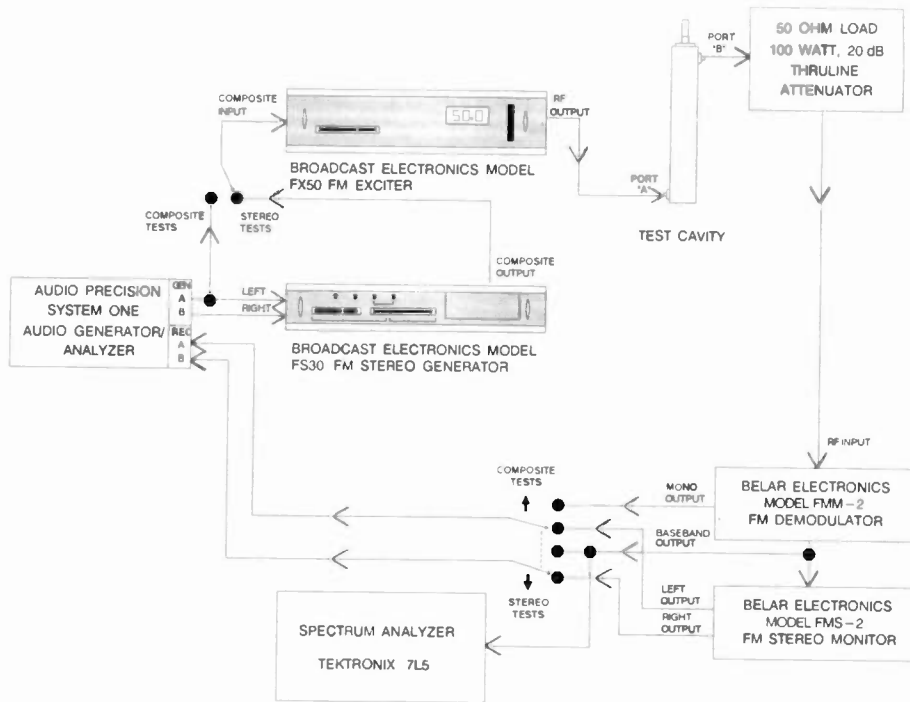 50 OHM LOAD
100 WATT, 20 dB
THRULINE
ATTENUATOR
PORT
"B"
COMPOSITE
INPUT
50.0
RF
OUTPUT
BROADCAST ELECTRONICS MODEL
FX50 FM EXCITER
PORT
"A"
COMPOSITE
TESTS
STEREO
TESTS
TEST CAVITY
COMPOSITE
OUTPUT
AUDIO PRECISION
SYSTEM ONE
AUDIO GENERATOR/
ANALYZER
GEN
A
B
REC
A
B
LEFT
RIGHT
BROADCAST ELECTRONICS MODEL
FS30 FM STEREO GENERATOR
RF INPUT
COMPOSITE
TESTS
MONO
OUTPUT
BELAR ELECTRONICS
MODEL FMM-2
FM DEMODULATOR
BASEBAND
OUTPUT
STEREO
TESTS
LEFT
OUTPUT
RIGHT
OUTPUT
BELAR ELECTRONICS
MODEL FMS-2
FM STEREO MONITOR
SPECTRUM ANALYZER
TEKTRONIX 7L5